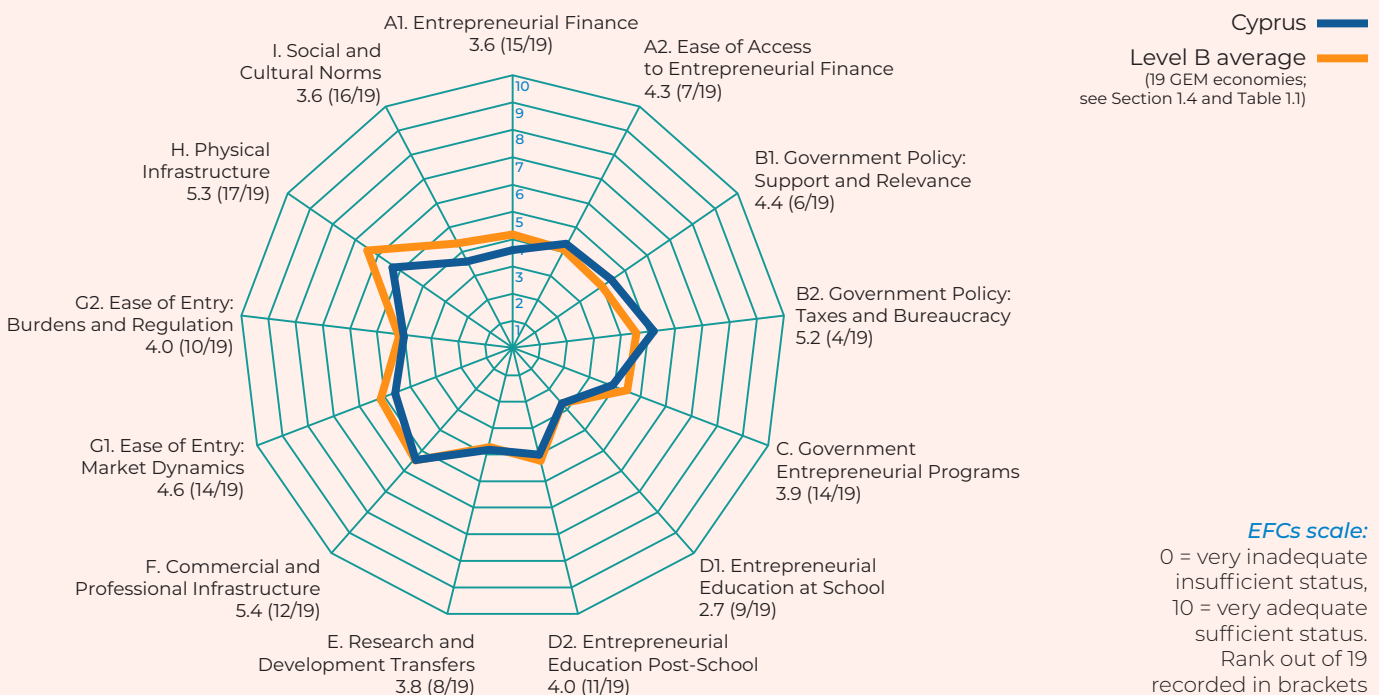 A1. Entrepreneurial Finance
3.6 (15/19)
A2. Ease of Access
to Entrepreneurial Finance
4.3 (7/19)
B1. Government Policy:
Support and Relevance
4.4 (6/19)
B2. Government Policy:
Taxes and Bureaucracy
5.2 (4/19)
C. Government
Entrepreneurial Programs
3.9 (14/19)
D1. Entrepreneurial
Education at School
2.7 (9/19)
D2. Entrepreneurial
Education Post-School
4.0 (11/19)
E. Research and
Development Transfers
3.8 (8/19)
F. Commercial and
Professional Infrastructure
5.4 (12/19)
G1. Ease of Entry:
Market Dynamics
4.6 (14/19)
G2. Ease of Entry:
Burdens and Regulation
4.0 (10/19)
H. Physical
Infrastructure
5.3 (17/19)
I. Social and
Cultural Norms
3.6 (16/19)
10
9
8
7
6
5
4
3
2
1
Cyprus
Level B average
(19 GEM economies;
see Section 1.4 and Table 1.1)
EFCs scale:
0 = very inadequate
insufficient status,
10 = very adequate
sufficient status.
Rank out of 19
recorded in brackets